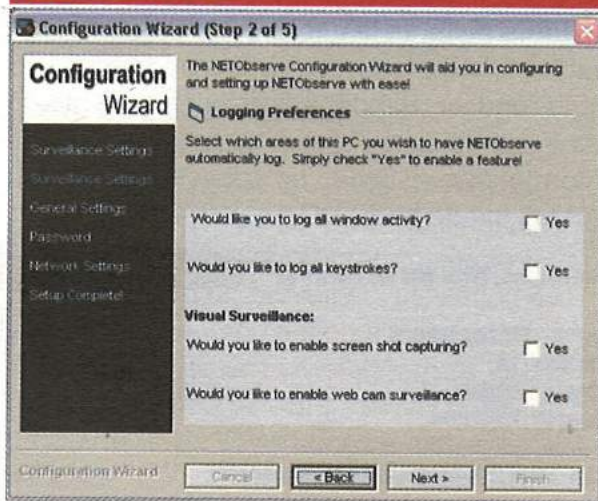 Configuration Wizard (Step 2 of 5)
Configuration
Wizard
Surveillance Settings
Surveillance Settings
General Settings
Password
Network Settings
Setup Complete!
The NETObserve Configuration Wizard will aid you in configuring
and setting up NETObserve with ease!
Logging Preferences
Select which areas of this PC you wish to have NETObserve
automatically log. Simply check "Yes" to enable a feature!
Would like you to log all window activity? Yes
Would you like to log all keystrokes? Yes
Visual Surveillance:
Would you like to enable screen shot capturing? Yes
Would you like to enable web cam surveillance? Yes
Configuration Wizard
Cancel < Back Next > Finish